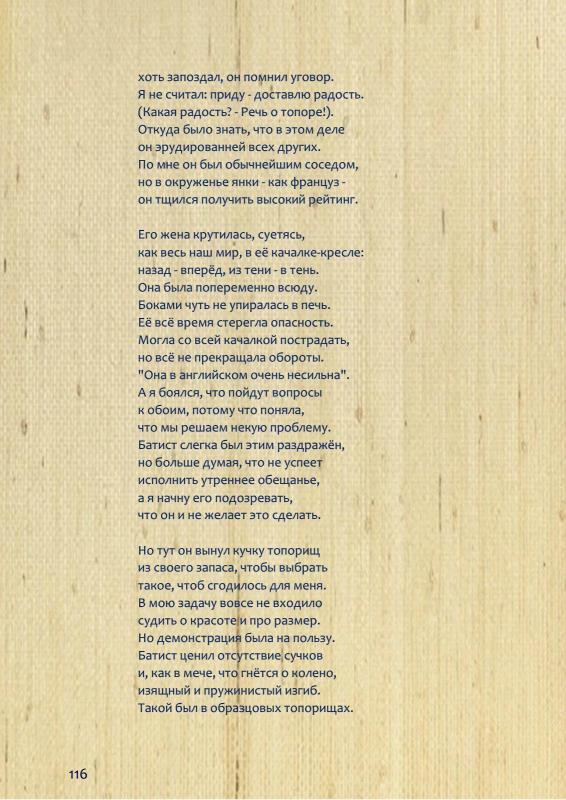 хоть запоздал, он помнил уговор.
Я не считал: приду - доставлю радость.
(Какая радость? - Речь о топоре!).
Откуда было знать, что в этом деле
он эрудированней всех других.
По мне он был обычнейшим соседом,
но в окруженье янки - как француз -
он тщился получить высокий рейтинг.
Его жена крутилась, суетясь,
как весь наш мир, в её качалке-кресле:
назад - вперёд, из тени - в тень.
Она была попеременно всюду.
Боками чуть не упиралась в печь.
Её всё время стерегла опасность.
Могла со всей качалкой пострадать,
но всё не прекращала обороты.
"Она в английском очень несильна".
А я боялся, что пойдут вопросы
к обоим, потому что поняла,
что мы решаем некую проблему.
Батист слегка был этим раздражён,
но больше думая, что не успеет
исполнить утреннее обещанье,
а я начну его подозревать,
что он и не желает это сделать.
Но тут он вынул кучку топорищ
из своего запаса, чтобы выбрать
такое, чтоб сгодилось для меня.
В мою задачу вовсе не входило
судить о красоте и про размер.
Но демонстрация была на пользу.
Батист ценил отсутствие сучков
и, как в мече, что гнётся о колено,
изящный и пружинистый изгиб.
Такой был в образцовых топорищах.
116